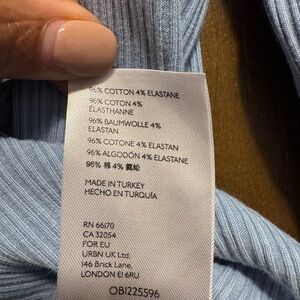 96% COTTON 4% ELASTANE
96% COTON 4%
ÉLASTHANNE
96% BAUMWOLLE 4%
ELASTAN
96% COTONE 4% ELASTAN
96% ALGODÓN 4% ELASTANE
96% 棉 4% 氨纶
MADE IN TURKEY
HECHO EN TURQUÍA
RN 66170
CA 32054
FOR EU
URBN UK Ltd.
146 Brick Lane,
LONDON E1 6RU
OB1225596